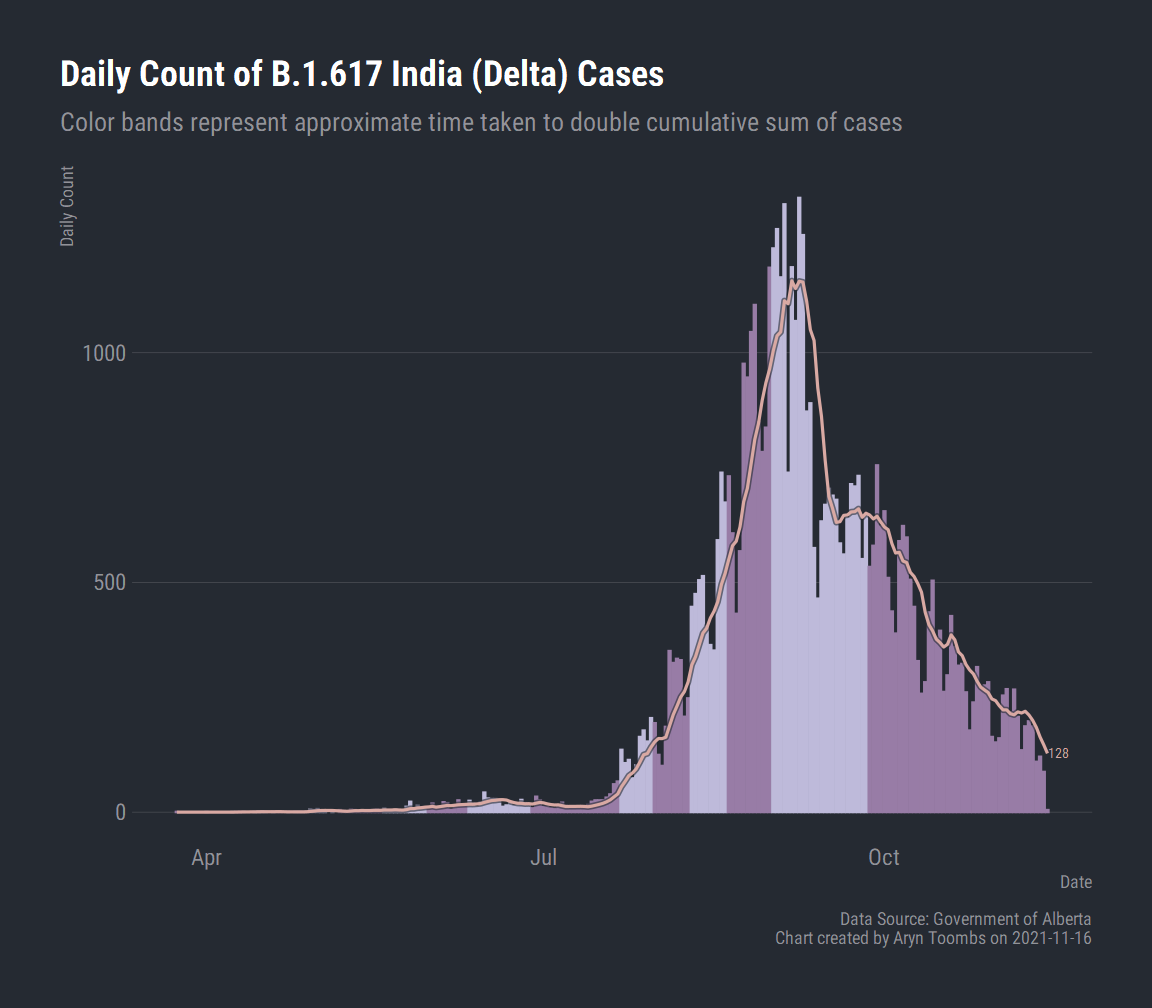 Daily Count of B.1.617 India (Delta) Cases
Color bands represent approximate time taken to double cumulative sum of cases
Daily Count
1000
500
0
128
Apr
Jul
Oct
Date
Data Source: Government of Alberta
Chart created by Aryn Toombs on 2021-11-16